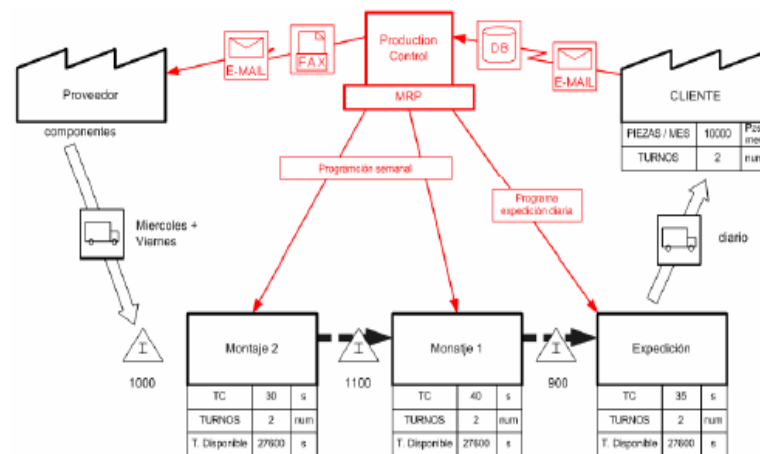 Production
Control
MRP
FAX
E-MAIL
DB
E-MAIL
Proveedor
componentes
CLIENTE
PIEZAS / MES 10000
TURNOS 2
Programción semanal
Programa
expedición diaria
Miercoles +
Viernes
diario
I
1000
Montaje 2
I
1100
Monatje 1
I
900
Expedición
TC 30 s
TURNOS 2 num
T. Disponible 27600 s
TC 40 s
TURNOS 2 num
T. Disponible 27600 s
TC 35 s
TURNOS 2 num
T. Disponible 27600 s